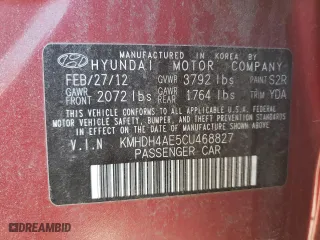 MANUFACTURED IN KOREA BY
HYUNDAI MOTOR COMPANY
FEB/27/12 GVWR 3792 lbs PAINT S2R
GAWR FRONT 2072 lbs GAWR REAR 1764 lbs TRIM YDA
THIS VEHICLE CONFORMS TO ALL APPLICABLE U.S.A. FEDERAL
MOTOR VEHICLE SAFETY, BUMPER, AND THEFT PREVENTION
STANDARDS IN EFFECT ON THE DATE OF MANUFACTURE SHOWN ABOVE.
V.I.N KMHDH4AE5CU468827
PASSENGER CAR
DREAMBID.COM.UA